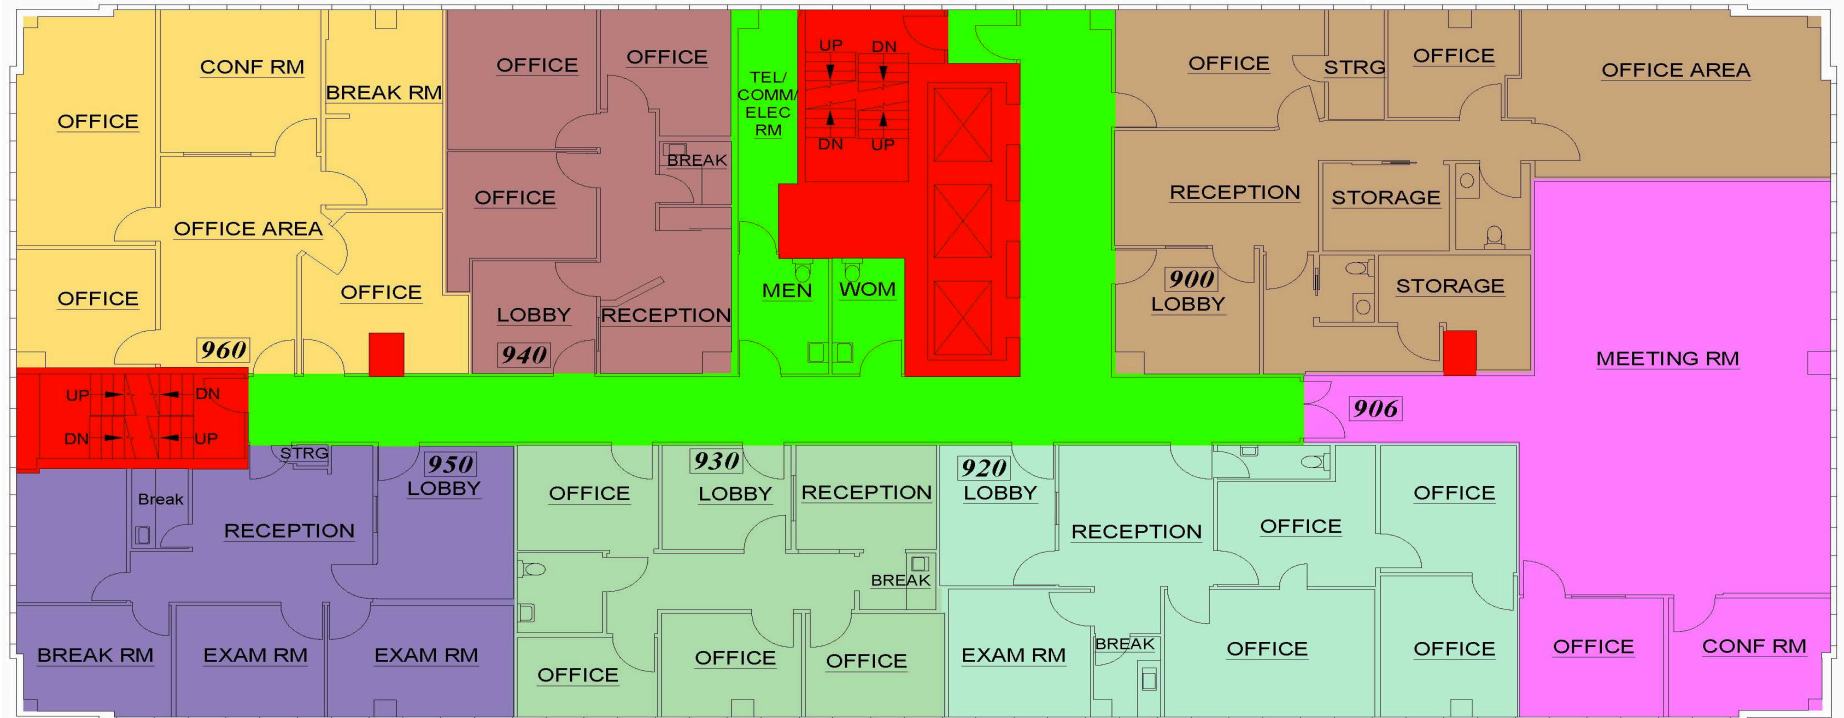 CONF RM
BREAK RM
OFFICE
OFFICE AREA
OFFICE
OFFICE
960
OFFICE
OFFICE
BREAK
OFFICE
LOBBY
RECEPTION
940
TEL/
COMM/
ELEC
RM
UP
DN
DN
UP
MEN
WOM
OFFICE
STRG
OFFICE
OFFICE AREA
RECEPTION
STORAGE
900
LOBBY
STORAGE
MEETING RM
906
OFFICE
CONF RM
UP
DN
DN
UP
STRG
950
LOBBY
Break
RECEPTION
BREAK RM
EXAM RM
EXAM RM
OFFICE
930
LOBBY
RECEPTION
BREAK
OFFICE
OFFICE
OFFICE
920
LOBBY
RECEPTION
OFFICE
OFFICE
EXAM RM
BREAK
OFFICE
OFFICE